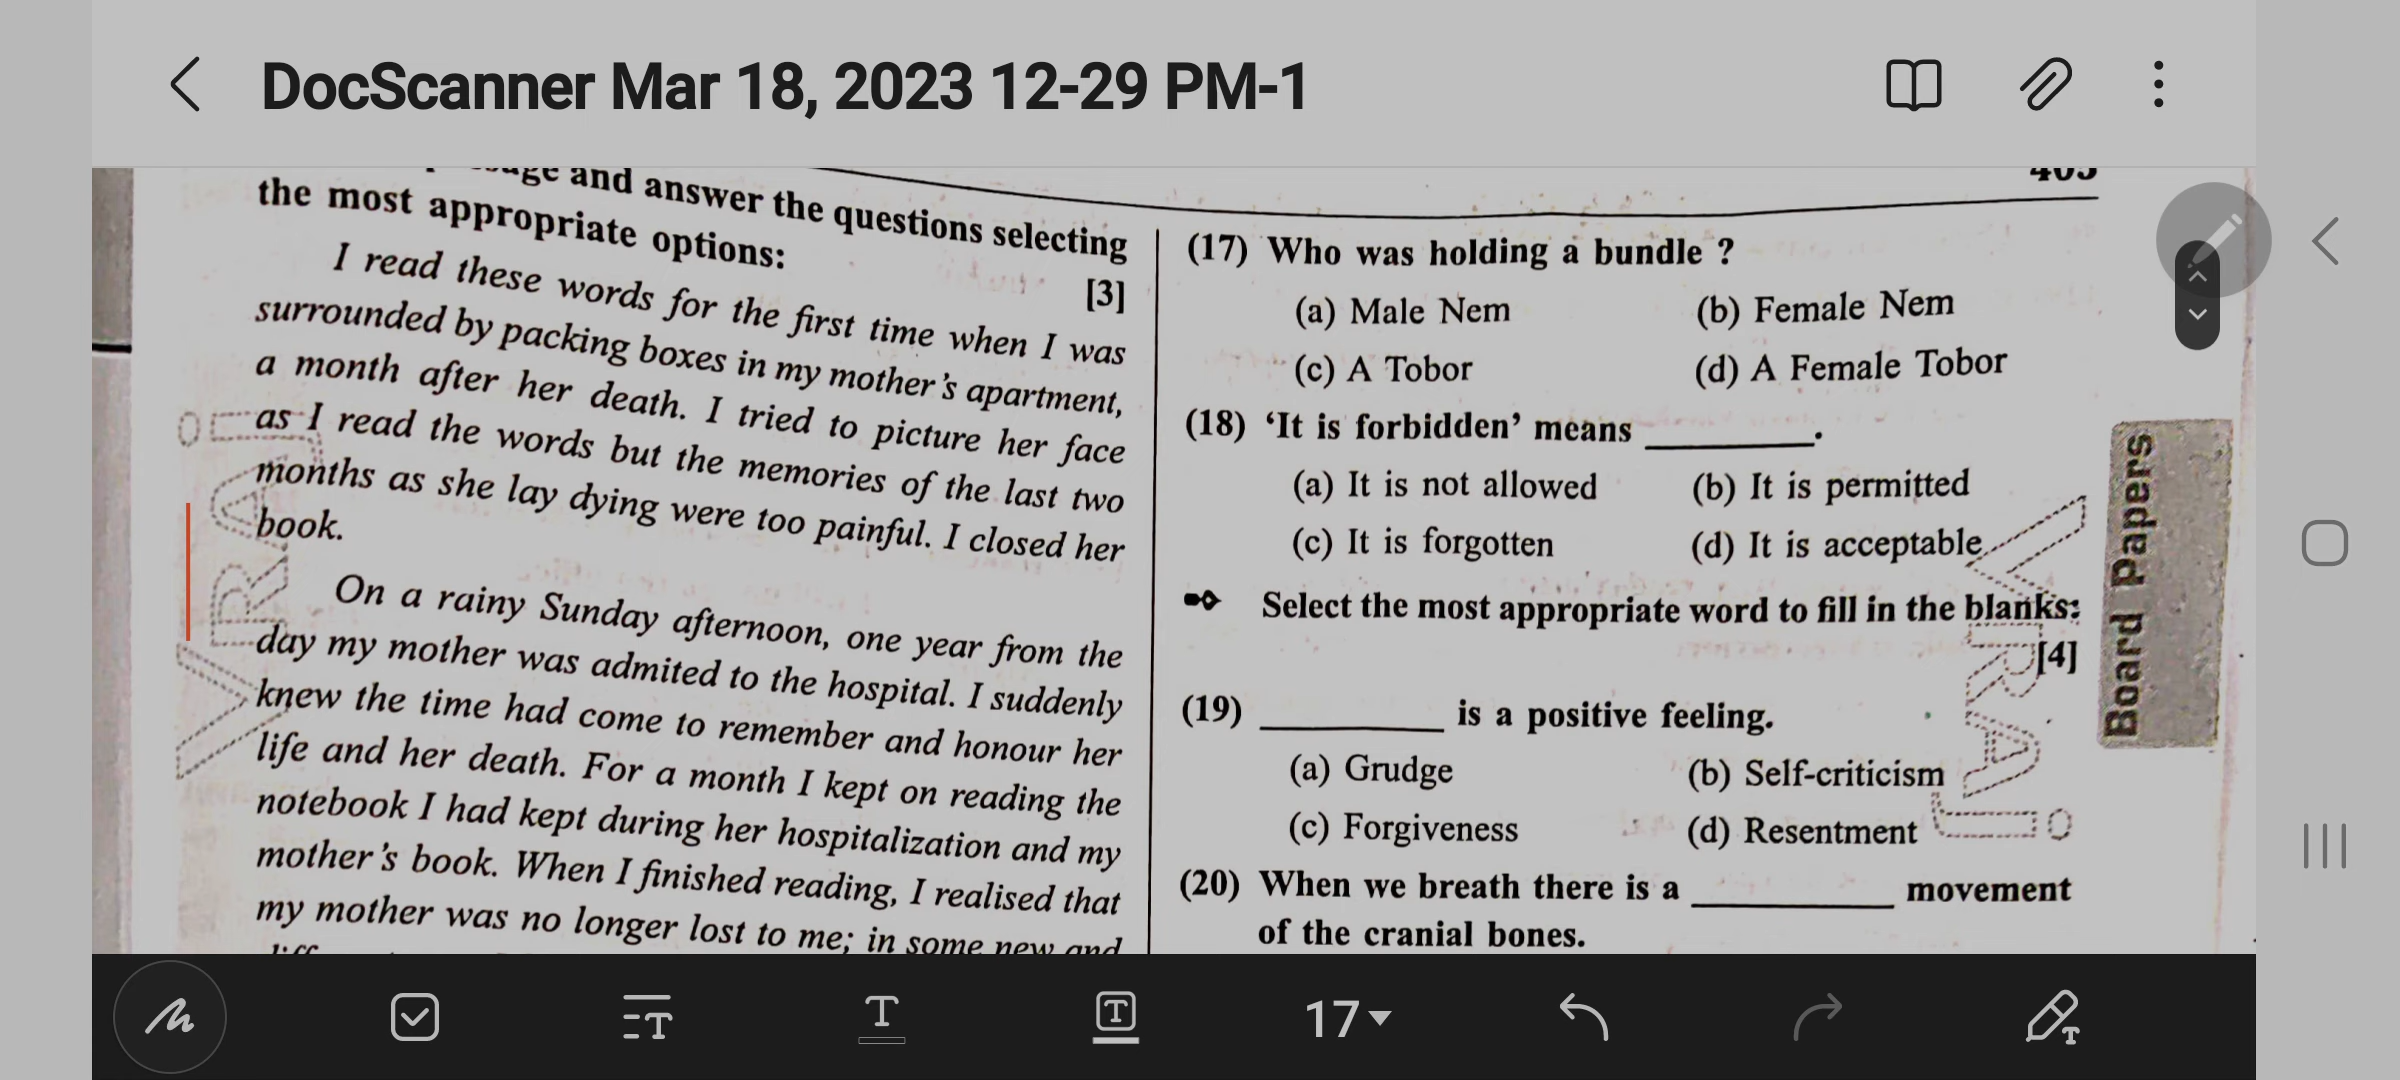 DocScanner Mar 18, 2023 12-29 PM-1
and answer the questions selecting
the most appropriate options:
[3]
I read these words for the first time when I was
surrounded by packing boxes in my mother's apartment,
a month after her death. I tried to picture her face
as I read the words but the memories of the last two
months as she lay dying were too painful. I closed her
book.
On a rainy Sunday afternoon, one year from the
day my mother was admited to the hospital. I suddenly
knew the time had come to remember and honour her
life and her death. For a month I kept on reading the
notebook I had kept during her hospitalization and my
mother's book. When I finished reading, I realised that
my mother was no longer lost to me; in some new and
(17) Who was holding a bundle ?
(a) Male Nem (b) Female Nem
(c) A Tobor (d) A Female Tobor
(18) 'It is forbidden' means ________.
(a) It is not allowed (b) It is permitted
(c) It is forgotten (d) It is acceptable
Select the most appropriate word to fill in the blanks:
[4]
(19) ________ is a positive feeling.
(a) Grudge (b) Self-criticism
(c) Forgiveness (d) Resentment
(20) When we breath there is a ________ movement
of the cranial bones.
Board Papers
17